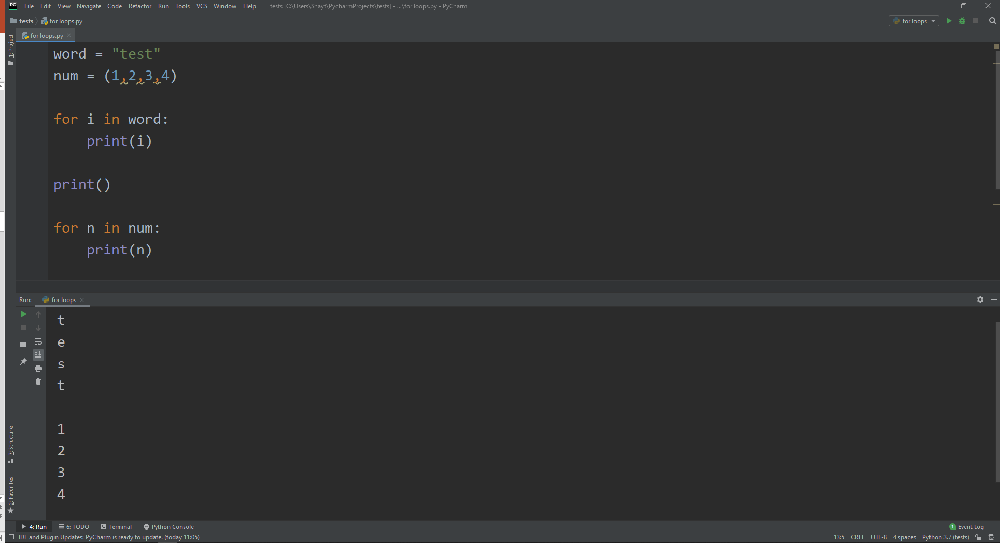 PC File Edit View Navigate Code Refactor Run Tools VCS Window Help tests [C:\Users\Shayt\PycharmProjects\tests] - ...\for loops.py - PyCharm
tests for loops.py for loops
for loops.py
1: Project
word = "test"
num = (1,2,3,4)
for i in word:
    print(i)
print()
for n in num:
    print(n)
Run: for loops
t
e
s
t
1
2
3
4
7: Structure
2: Favorites
4: Run 6: TODO Terminal Python Console 1 Event Log
IDE and Plugin Updates: PyCharm is ready to update. (today 11:05) 13:5 CRLF UTF-8 4 spaces Python 3.7 (tests)